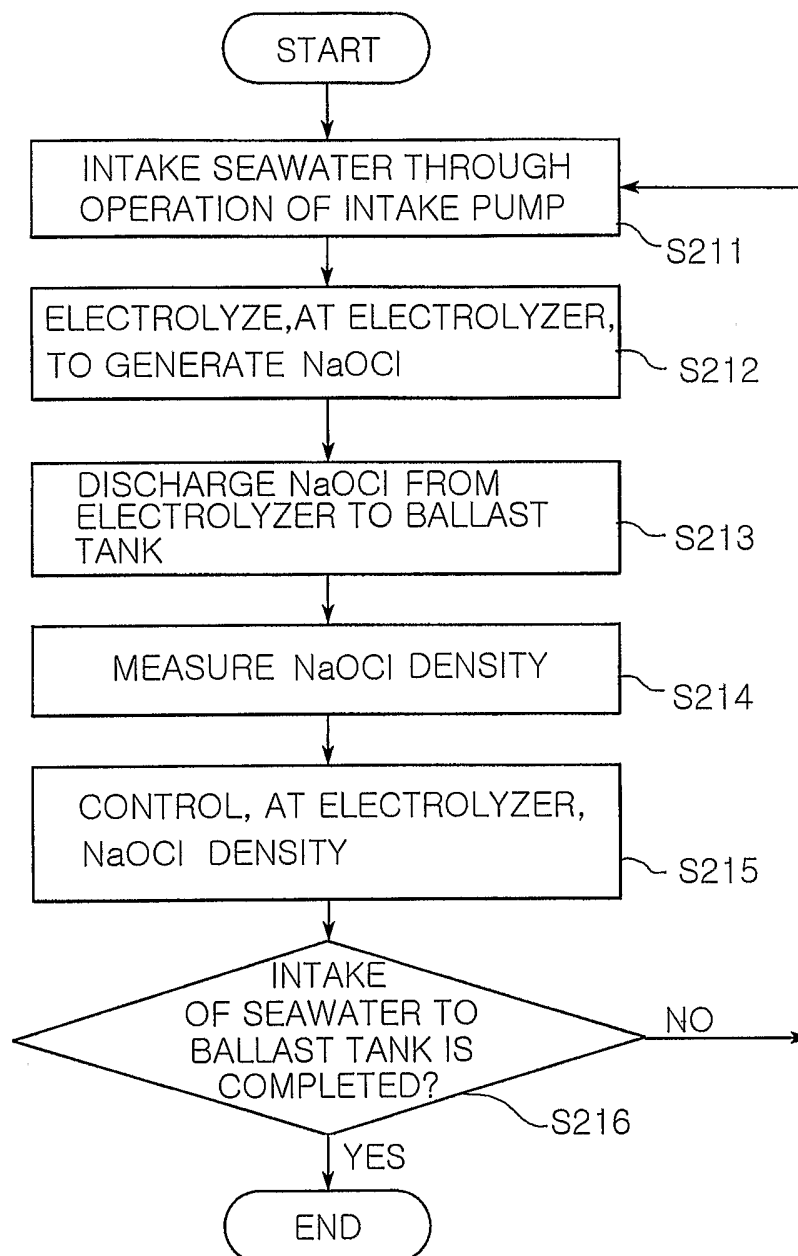 START
INTAKE SEAWATER THROUGH
OPERATION OF INTAKE PUMP
S211
ELECTROLYZE,AT ELECTROLYZER,
TO GENERATE NaOCl
S212
DISCHARGE NaOCl FROM
ELECTROLYZER TO BALLAST
TANK
S213
MEASURE NaOCl DENSITY
S214
CONTROL, AT ELECTROLYZER,
NaOCl DENSITY
S215
INTAKE
OF SEAWATER TO
BALLAST TANK IS
COMPLETED?
NO
S216
YES
END